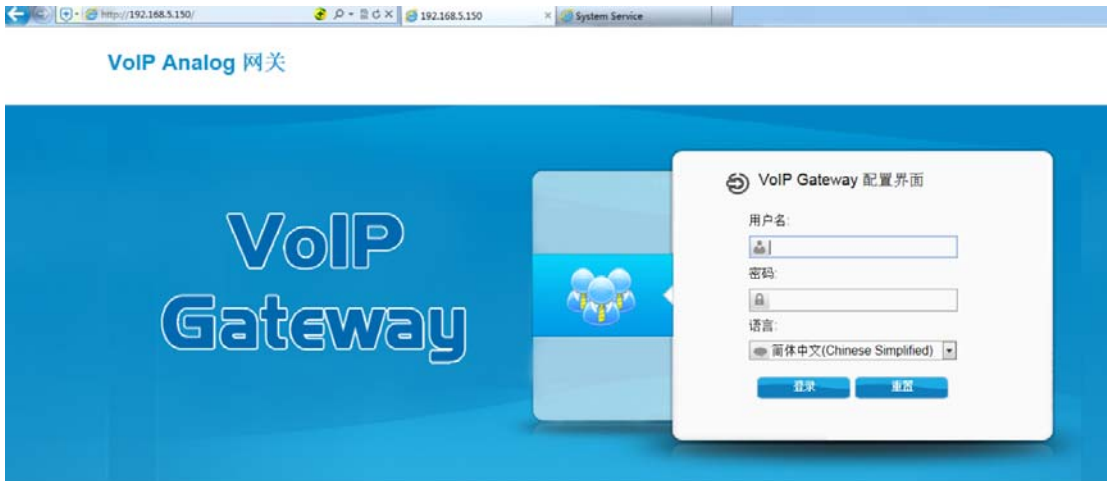 http://192.168.5.150/
192.168.5.150
System Service
VoIP Analog 网关
VoIP
Gateway
VoIP Gateway 配置界面
用户名:
密码:
语言:
简体中文(Chinese Simplified)
登录 重置